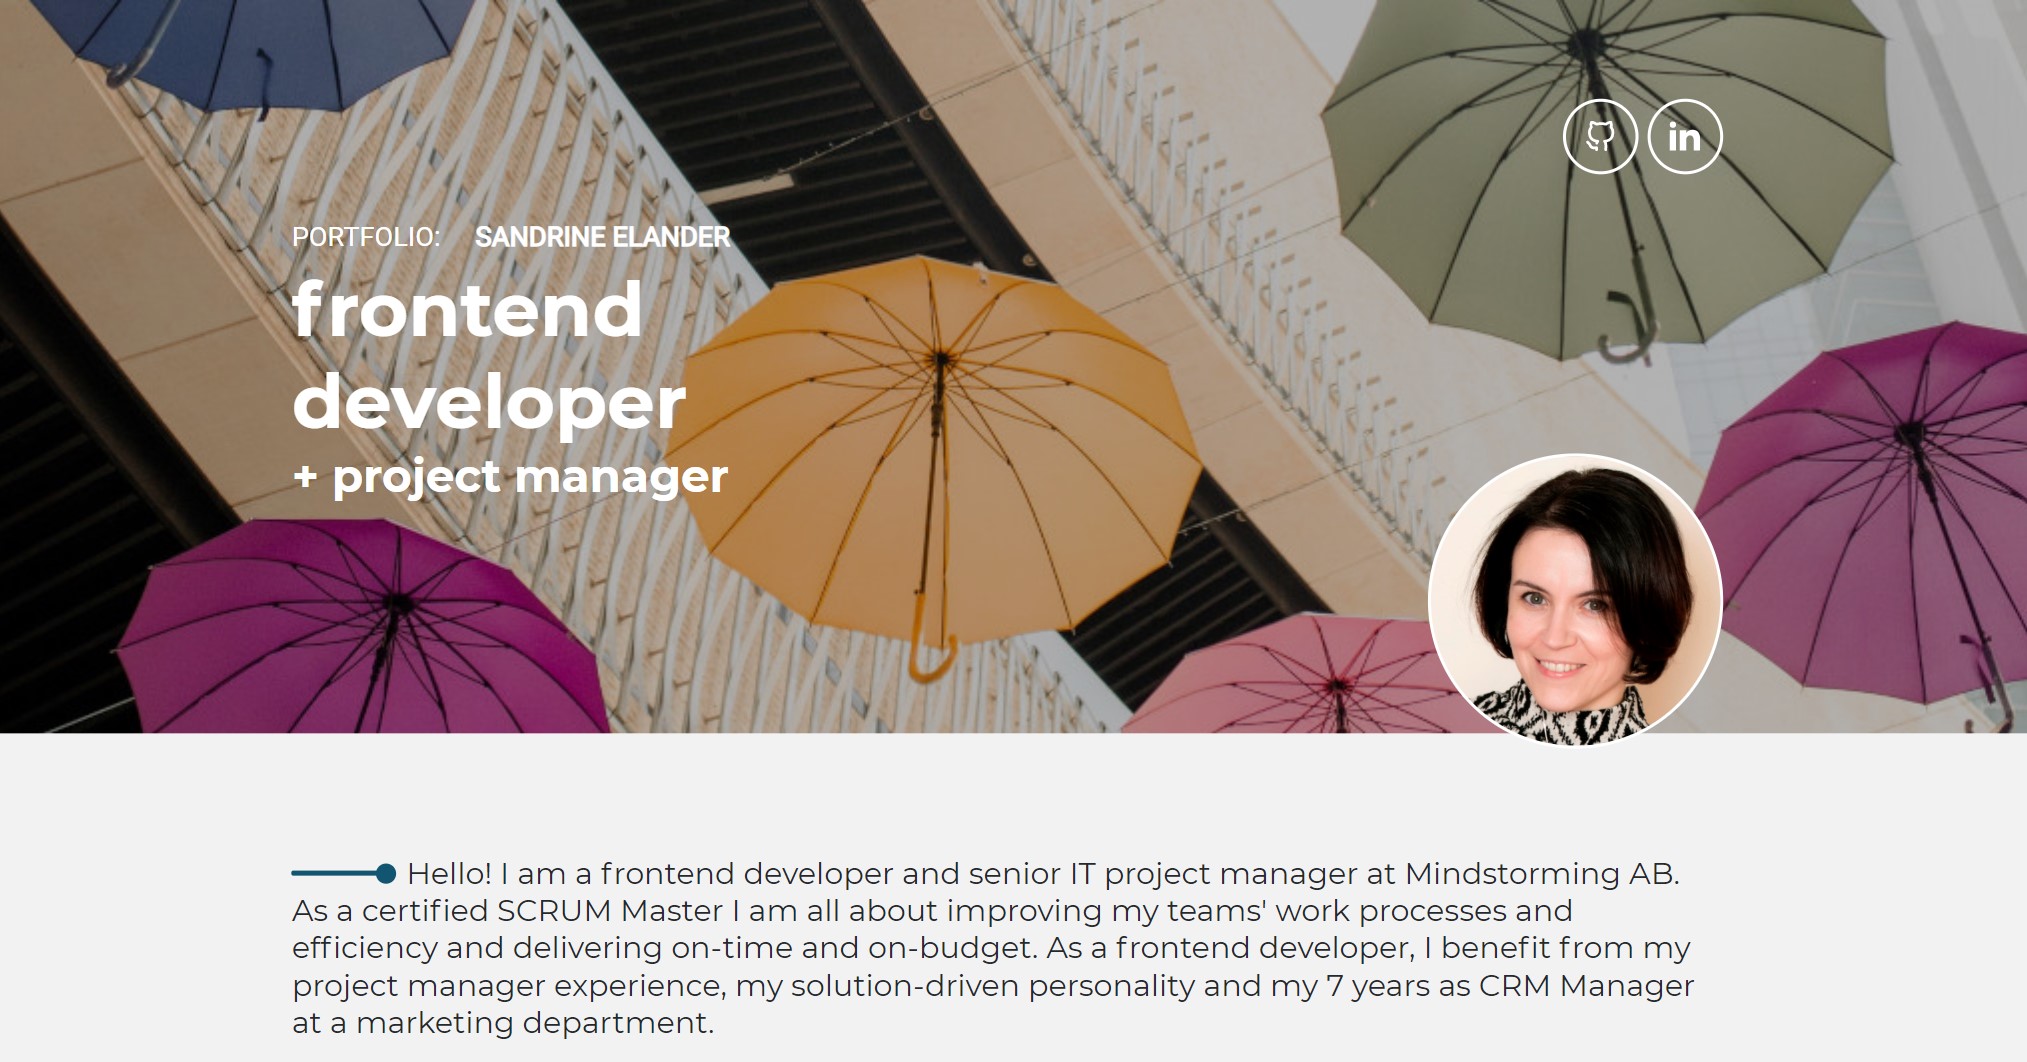 in
PORTFOLIO: SANDRINE ELANDER
frontend
developer
+ project manager
Hello! I am a frontend developer and senior IT project manager at Mindstorming AB.
As a certified SCRUM Master I am all about improving my teams' work processes and
efficiency and delivering on-time and on-budget. As a frontend developer, I benefit from my
project manager experience, my solution-driven personality and my 7 years as CRM Manager
at a marketing department.